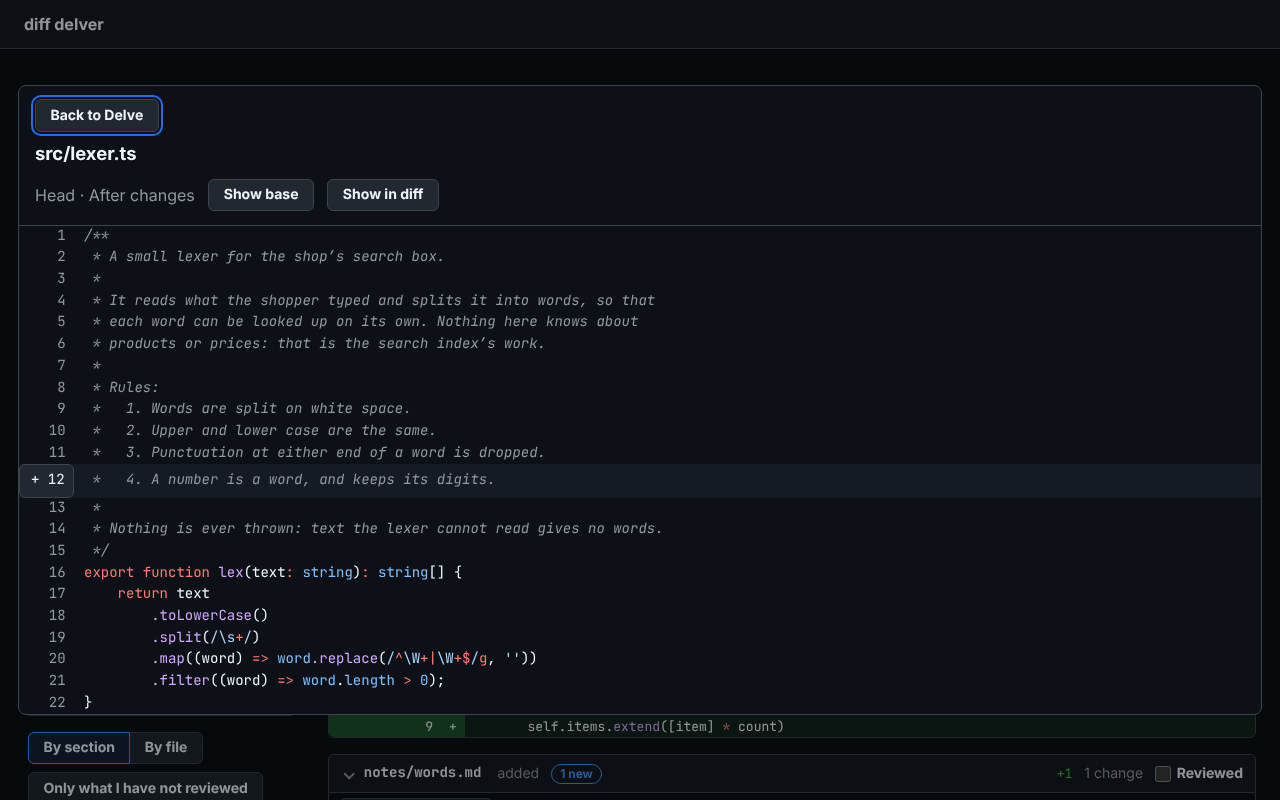 diff delver
Back to Delve
src/lexer.ts
Head · After changes Show base Show in diff
1 /**
2  * A small lexer for the shop’s search box.
3  *
4  * It reads what the shopper typed and splits it into words, so that
5  * each word can be looked up on its own. Nothing here knows about
6  * products or prices: that is the search index’s work.
7  *
8  * Rules:
9  *   1. Words are split on white space.
10  *   2. Upper and lower case are the same.
11  *   3. Punctuation at either end of a word is dropped.
+ 12  *   4. A number is a word, and keeps its digits.
13  *
14  * Nothing is ever thrown: text the lexer cannot read gives no words.
15  */
16 export function lex(text: string): string[] {
17     return text
18         .toLowerCase()
19         .split(/\s+/)
20         .map((word) => word.replace(/^\W+|\W+$/g, ''))
21         .filter((word) => word.length > 0);
22 }
9 + self.items.extend([item] * count)
By section By file
notes/words.md added 1 new +1 1 change Reviewed
Only what I have not reviewed